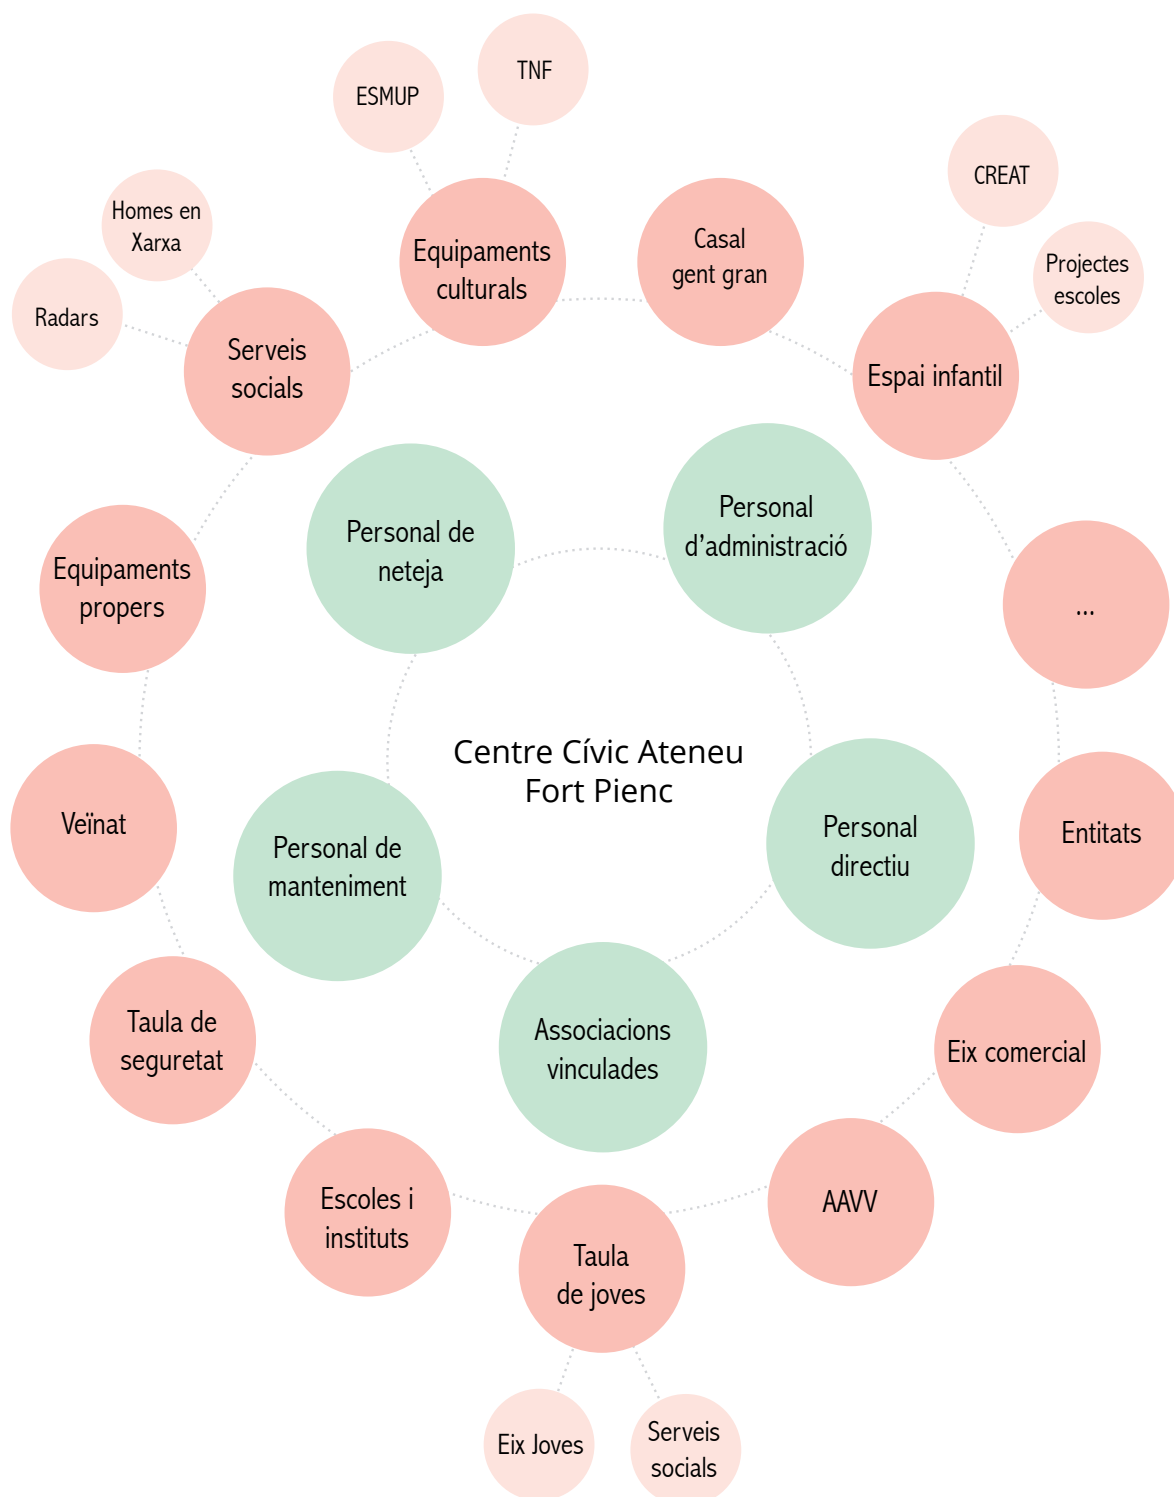 TNF
ESMUP
CREAT
Homes en
Xarxa
Radars
Equipaments
culturals
Casal
gent gran
Projectes
escoles
Serveis
socials
Espai infantil
Personal de
neteja
Personal
d’administració
Equipaments
propers
...
Centre Cívic Ateneu
Fort Pienc
Veïnat
Entitats
Personal de
manteniment
Personal
directiu
Taula de
seguretat
Associacions
vinculades
Eix comercial
Escoles i
instituts
AAVV
Taula
de joves
Eix Joves
Serveis
socials